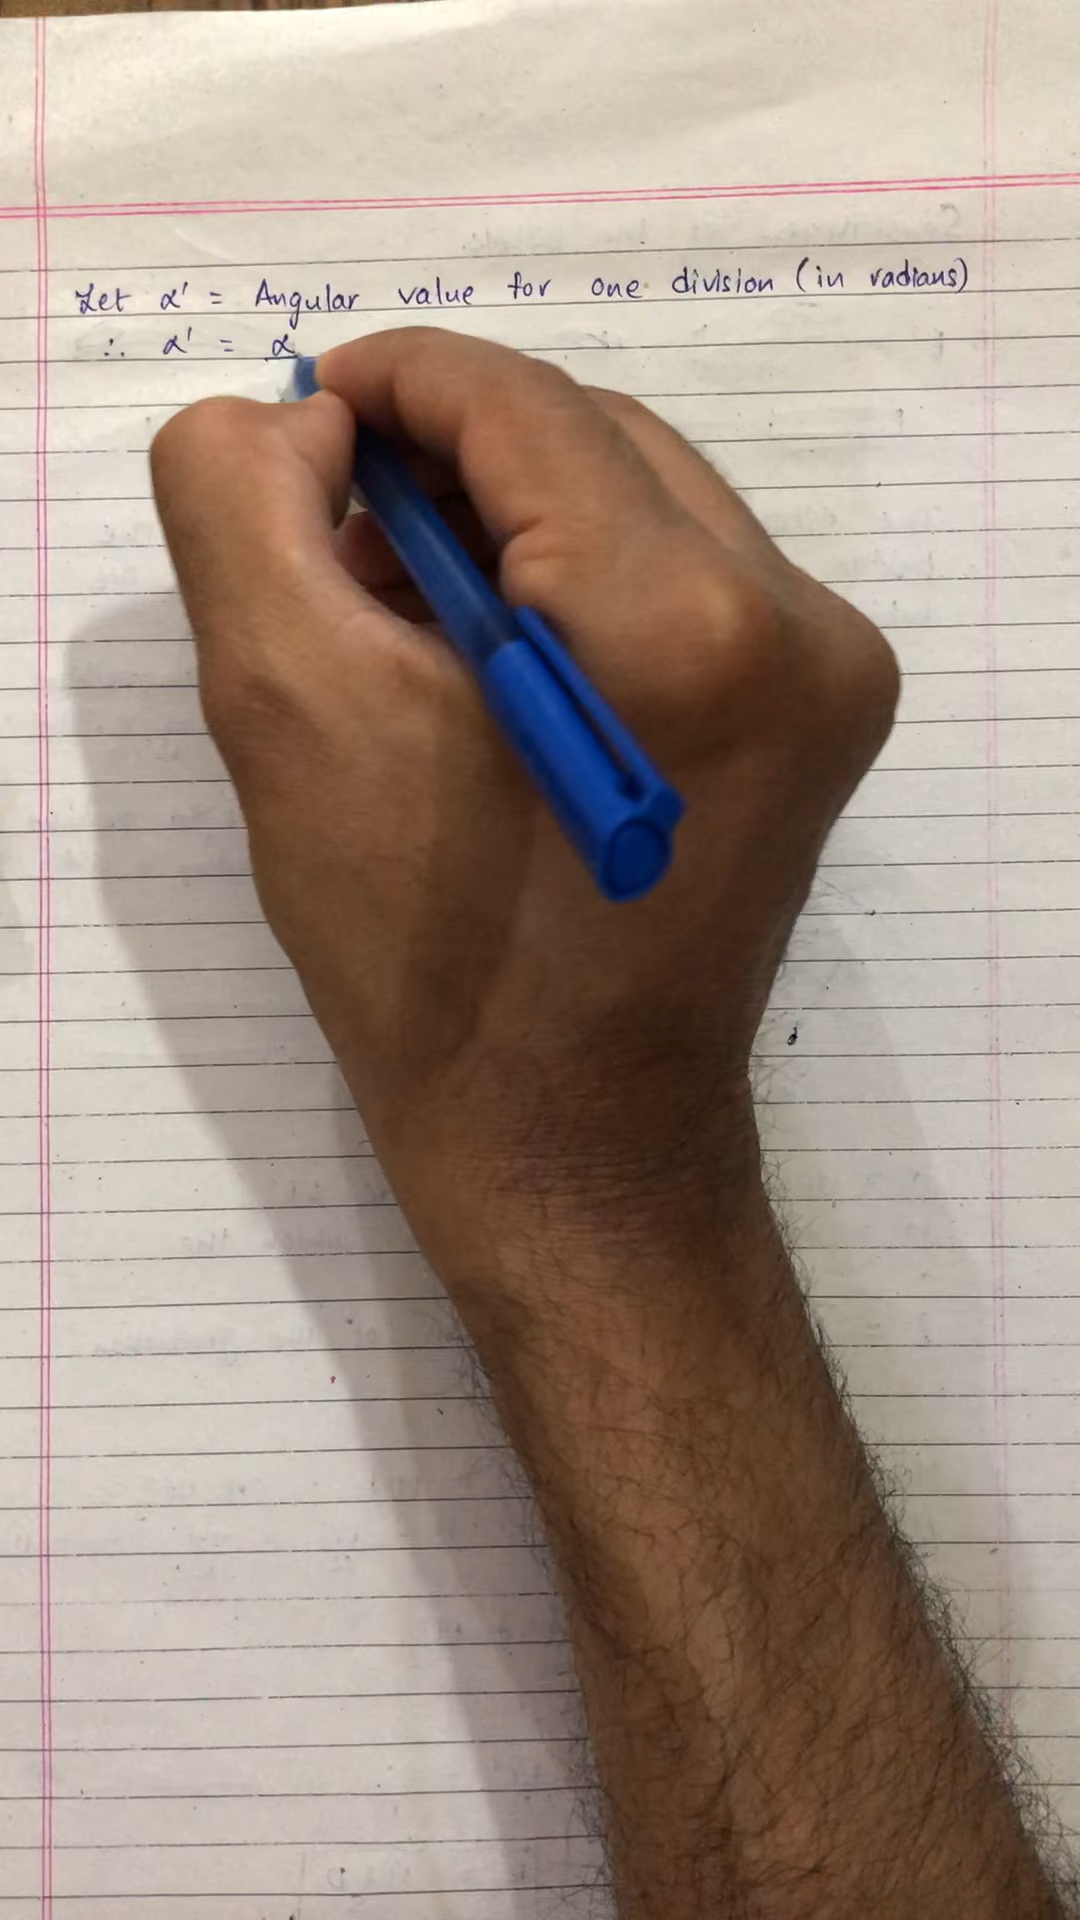 Let α' = Angular value for one division (in radians)
∴ α' = α